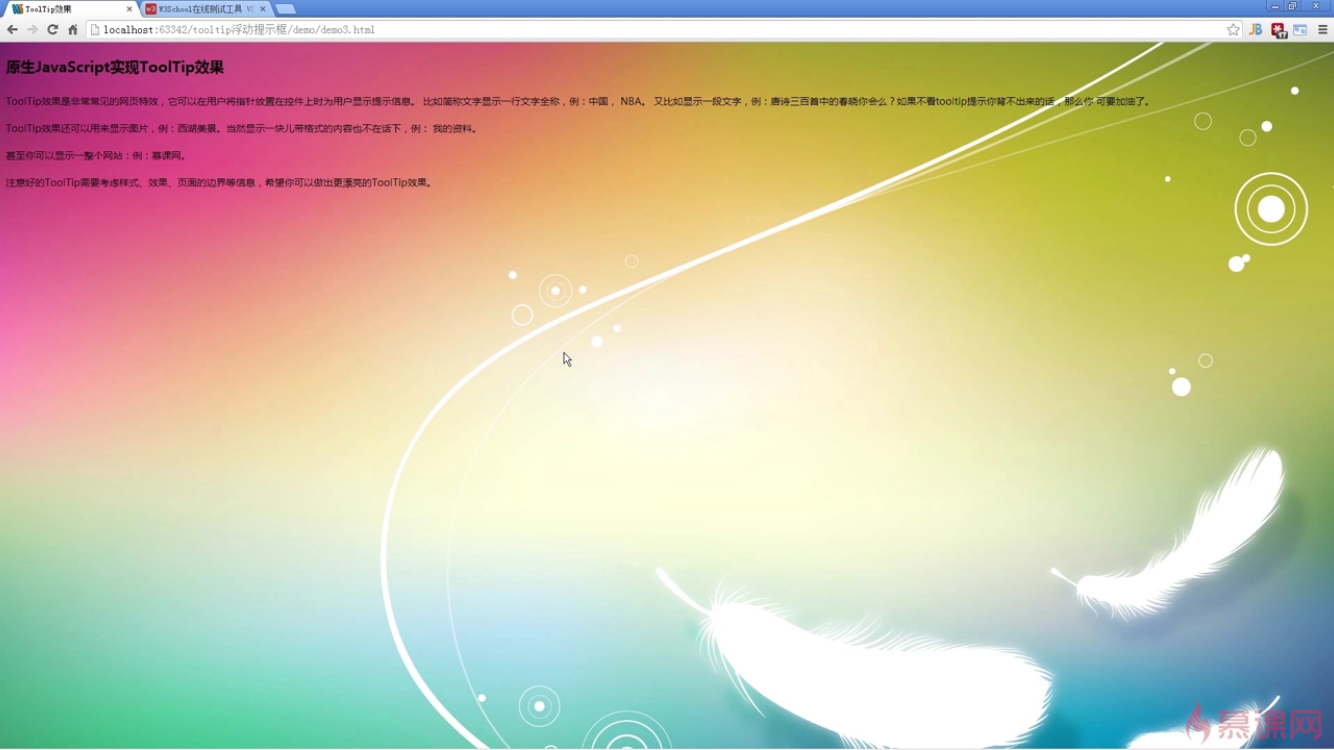 ToolTip效果
W3School在线测试工具 V2
localhost:63342/tooltip浮动提示框/demo/demo3.html
原生JavaScript实现ToolTip效果
ToolTip效果是非常常见的网页特效，它可以在用户将指针放置在控件上时为用户显示提示信息。 比如简称文字显示一行文字全称，例：中国， NBA。 又比如显示一段文字，例：唐诗三百首中的春晓你会么？如果不看tooltip提示你背不出来的话，那么你 可要加油了。
ToolTip效果还可以用来显示图片，例：西湖美景。当然显示一块儿带格式的内容也不在话下，例： 我的资料。
甚至你可以显示一整个网站：例：慕课网。
注意好的ToolTip需要考虑样式、效果、页面的边界等信息，希望你可以做出更漂亮的ToolTip效果。
慕课网